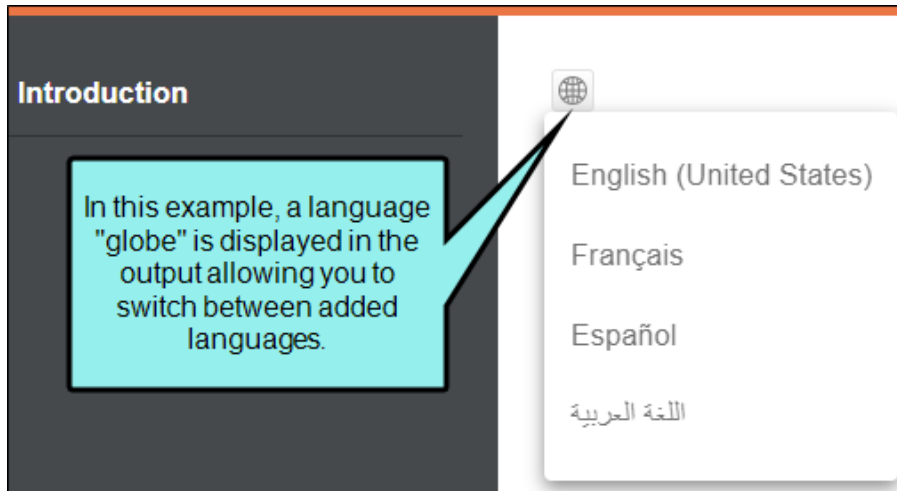 Introduction
In this example, a language
"globe" is displayed in the
output allowing you to
switch between added
languages.
English (United States)
Français
Español
اللغة العربية